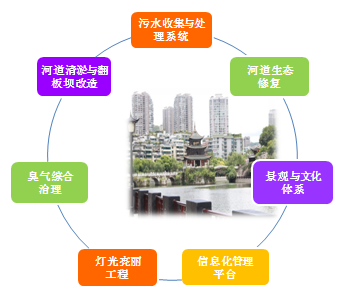 污水收集与处
理系统
河道生态
修复
景观与文化
体系
信息化管理
平台
灯光亮丽
工程
臭气综合
治理
河道清淤与翻
板坝改造